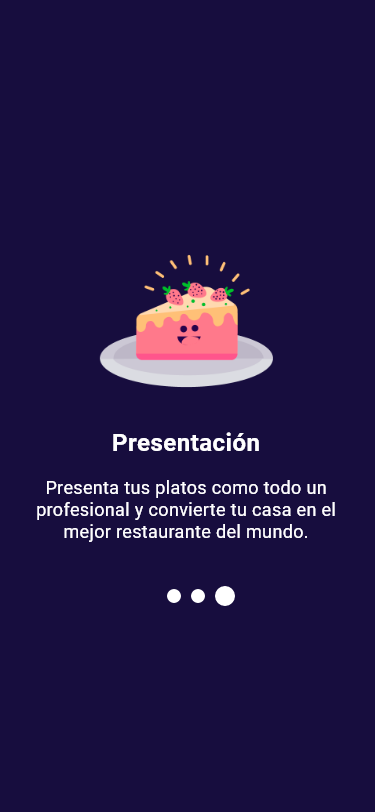 Presentación
Presenta tus platos como todo un
profesional y convierte tu casa en el
mejor restaurante del mundo.